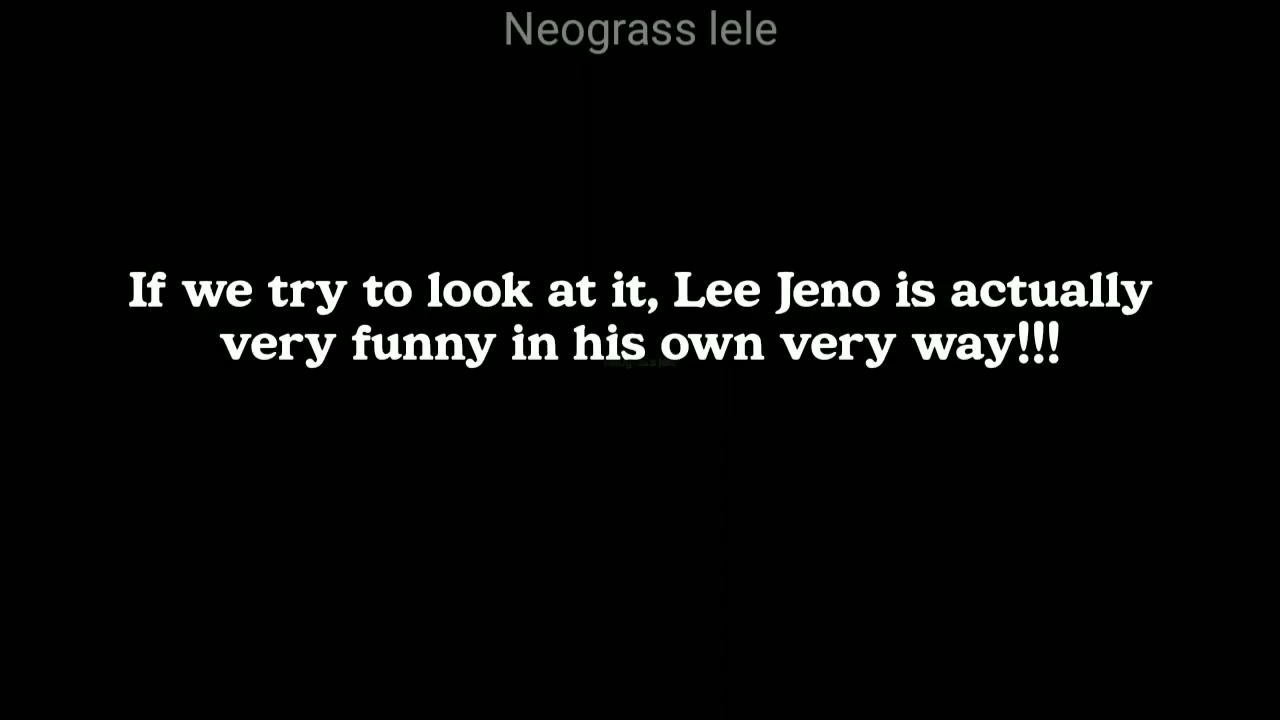 Neograss lele
If we try to look at it, Lee Jeno is actually
very funny in his own very way!!!